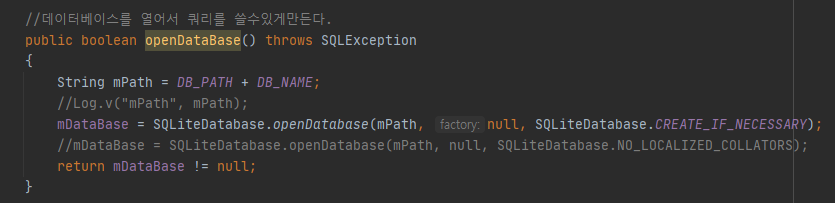 //데이터베이스를 열어서 쿼리를 쓸수있게만든다.
public boolean openDataBase() throws SQLException
{
String mPath = DB_PATH + DB_NAME;
//Log.v("mPath", mPath);
mDataBase = SQLiteDatabase.openDatabase(mPath, factory: null, SQLiteDatabase.CREATE_IF_NECESSARY);
//mDataBase = SQLiteDatabase.openDatabase(mPath, null, SQLiteDatabase.NO_LOCALIZED_COLLATORS);
return mDataBase != null;
}